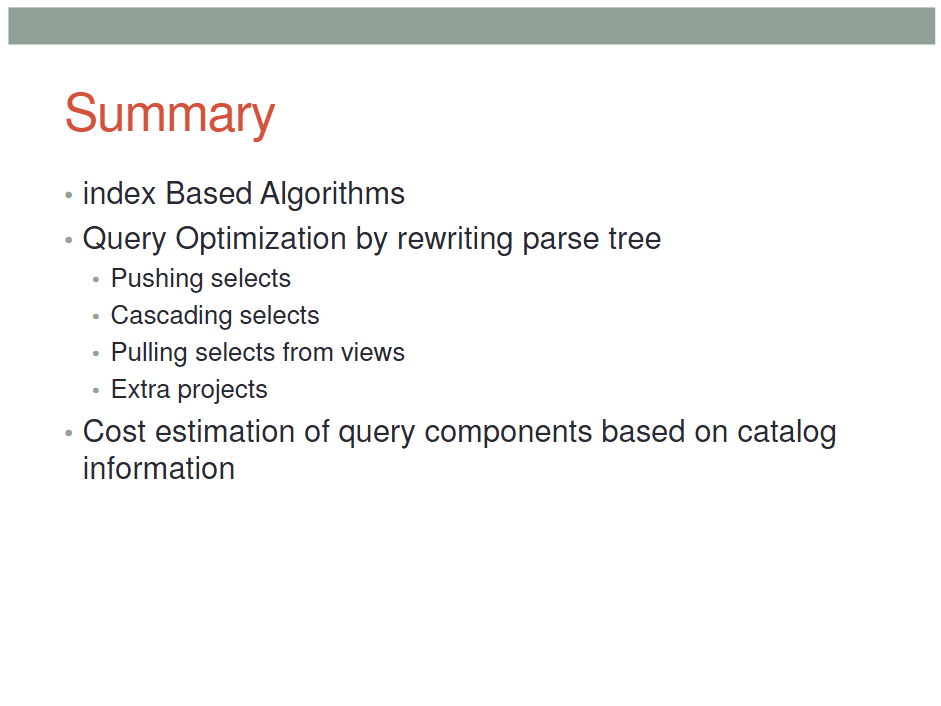 Summary
• index Based Algorithms
• Query Optimization by rewriting parse tree
• Pushing selects
• Cascading selects
• Pulling selects from views
• Extra projects
• Cost estimation of query components based on catalog
information